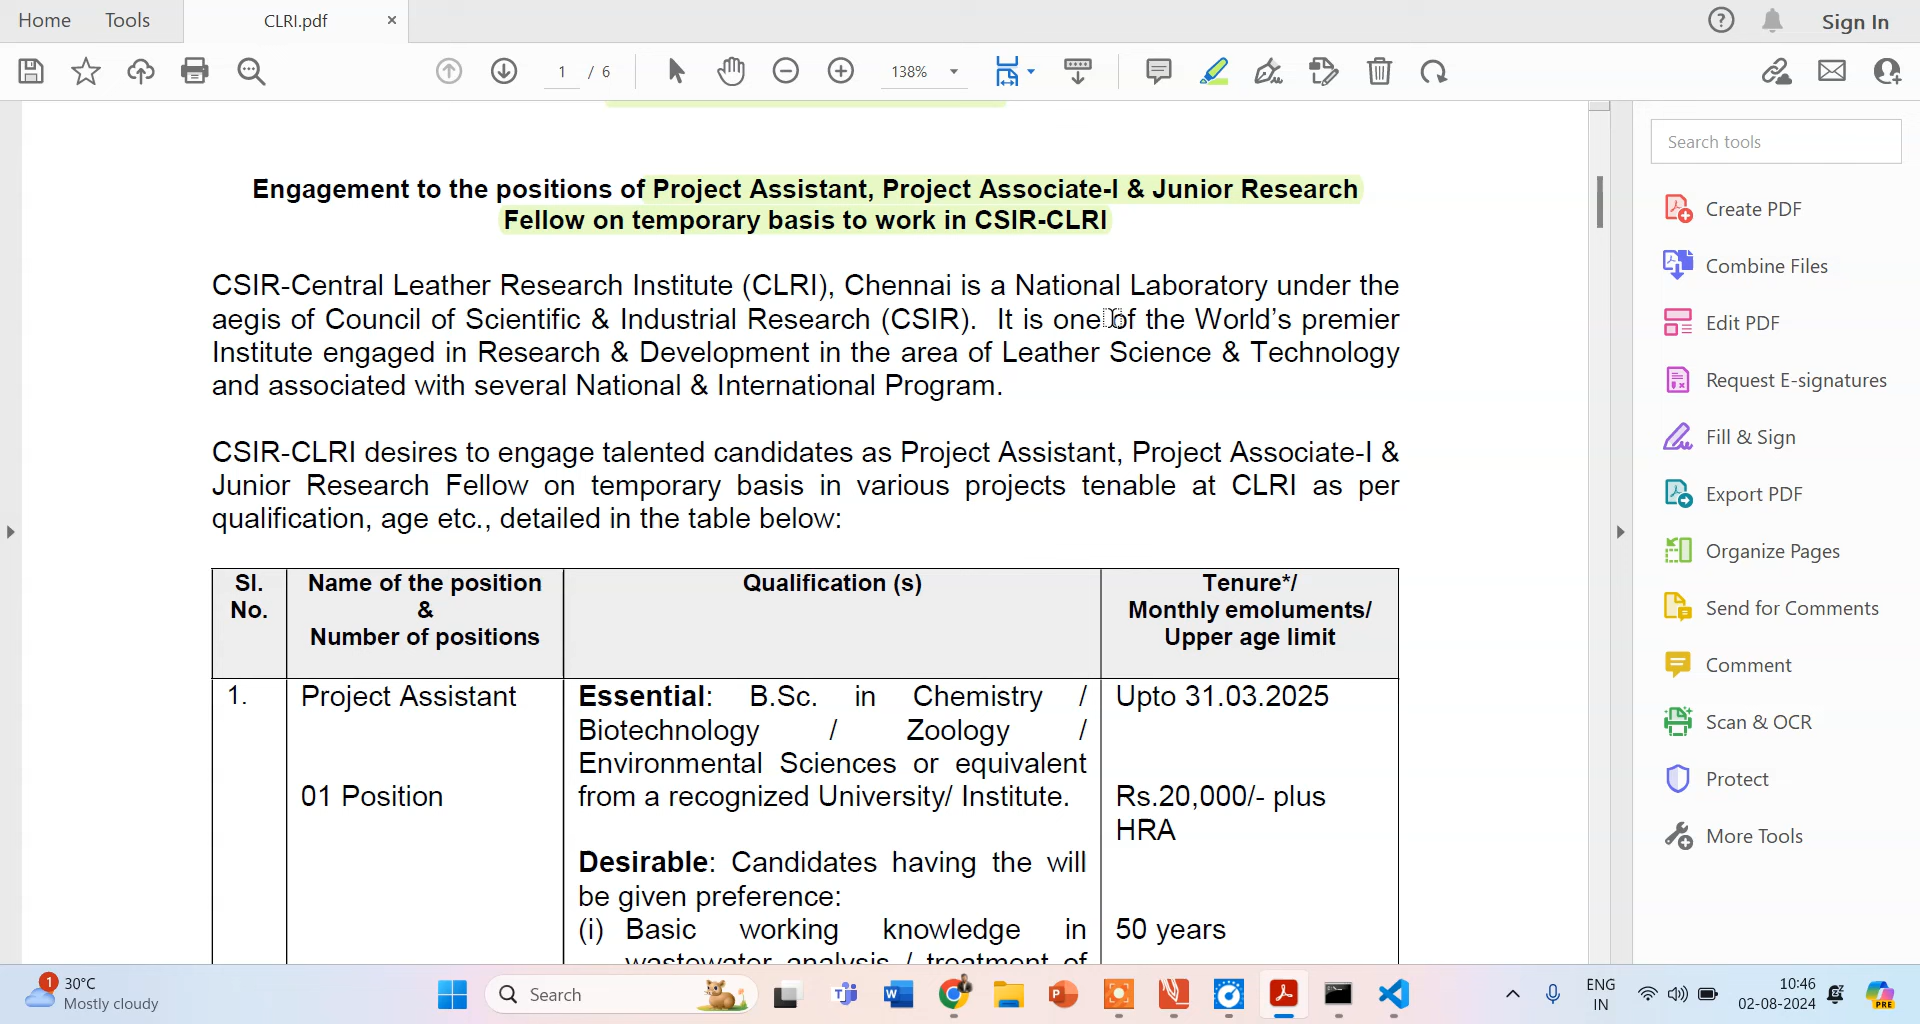 Home Tools CLRI.pdf × ? Sign In
1 / 6 138%
Engagement to the positions of Project Assistant, Project Associate-I & Junior Research
Fellow on temporary basis to work in CSIR-CLRI
CSIR-Central Leather Research Institute (CLRI), Chennai is a National Laboratory under the
aegis of Council of Scientific & Industrial Research (CSIR). It is one of the World's premier
Institute engaged in Research & Development in the area of Leather Science & Technology
and associated with several National & International Program.
CSIR-CLRI desires to engage talented candidates as Project Assistant, Project Associate-I &
Junior Research Fellow on temporary basis in various projects tenable at CLRI as per
qualification, age etc., detailed in the table below:
Sl.
No.
Name of the position
&
Number of positions
Qualification (s)
Tenure*/
Monthly emoluments/
Upper age limit
1.
Project Assistant
01 Position
Essential: B.Sc. in Chemistry /
Biotechnology / Zoology /
Environmental Sciences or equivalent
from a recognized University/ Institute.
Desirable: Candidates having the will
be given preference:
(i) Basic working knowledge in
wastewater analysis / treatment of
Upto 31.03.2025
Rs.20,000/- plus
HRA
50 years
Search tools
Create PDF
Combine Files
Edit PDF
Request E-signatures
Fill & Sign
Export PDF
Organize Pages
Send for Comments
Comment
Scan & OCR
Protect
More Tools
1
30°C
Mostly cloudy
Search
ENG
IN
10:46
02-08-2024
PRE